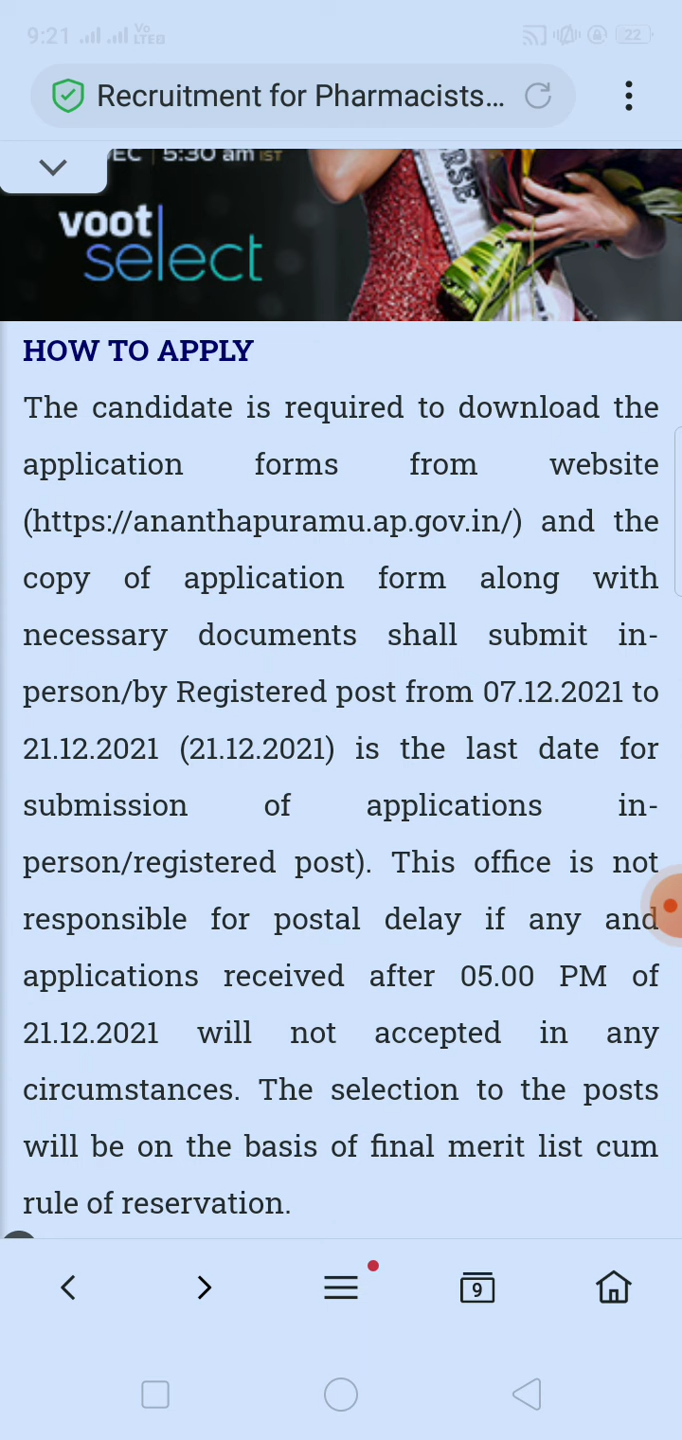 9:21 Vo LTEB 22
Recruitment for Pharmacists...
EC | 5:30 am IST
voot
select
HOW TO APPLY
The candidate is required to download the
application forms from website
(https://ananthapuramu.ap.gov.in/) and the
copy of application form along with
necessary documents shall submit in-
person/by Registered post from 07.12.2021 to
21.12.2021 (21.12.2021) is the last date for
submission of applications in-
person/registered post). This office is not
responsible for postal delay if any and
applications received after 05.00 PM of
21.12.2021 will not accepted in any
circumstances. The selection to the posts
will be on the basis of final merit list cum
rule of reservation.
9